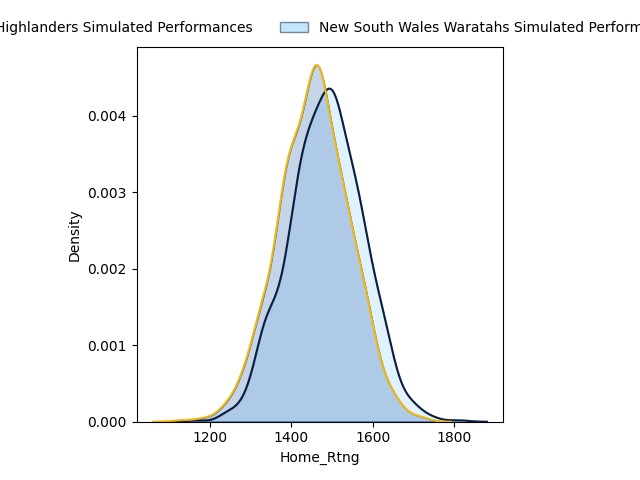 Highlanders Simulated Performances
New South Wales Waratahs Simulated Perform
0.004
0.003
0.002
0.001
0.000
Density
1200 1400 1600 1800
Home_Rtng